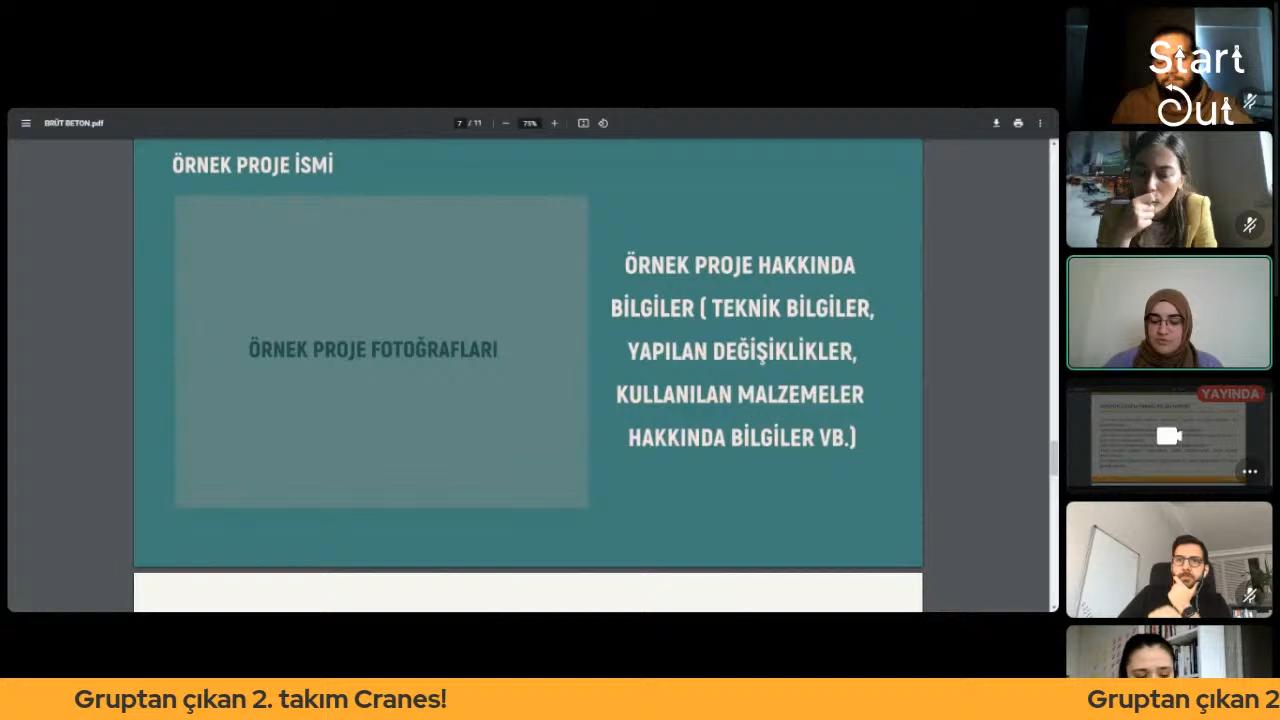 Start
Out
BRÜT BETON.pdf
7 / 11
75%
ÖRNEK PROJE İSMİ
ÖRNEK PROJE FOTOĞRAFLARI
ÖRNEK PROJE HAKKINDA
BİLGİLER ( TEKNİK BİLGİLER,
YAPILAN DEĞİŞİKLİKLER,
KULLANILAN MALZEMELER
HAKKINDA BİLGİLER VB.)
YAYINDA
Gruptan çıkan 2. takım Cranes!
Gruptan çıkan 2